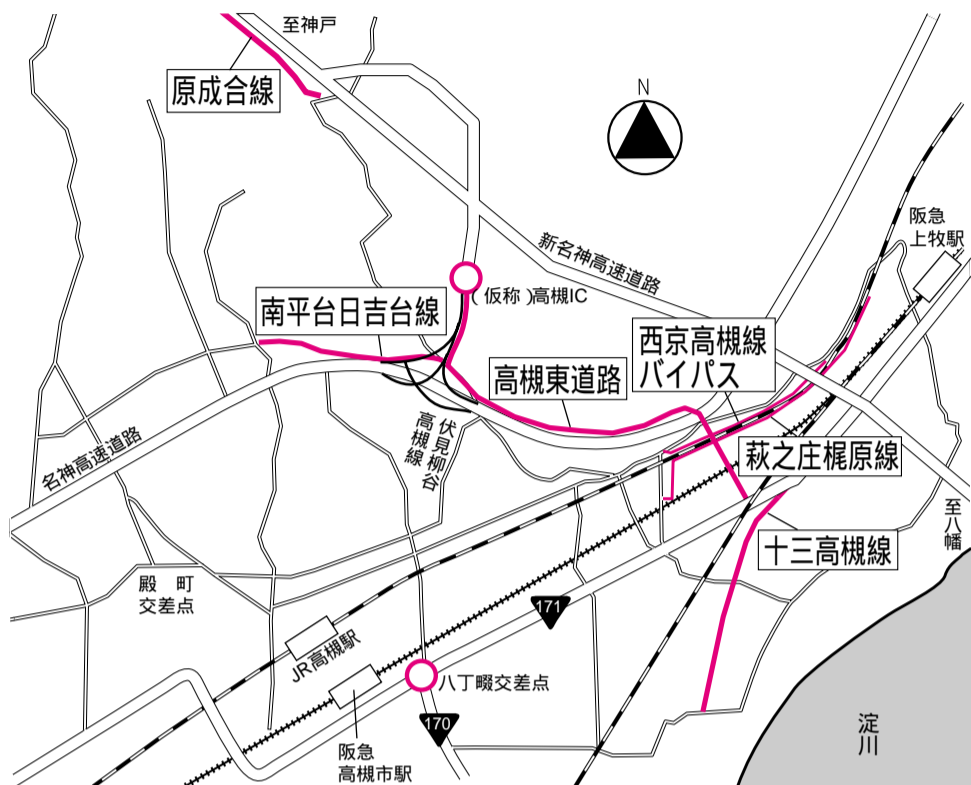 至神戸
原成合線
N
阪急
上牧駅
新名神高速道路
(仮称)高槻IC
南平台日吉台線
西京高槻線
バイパス
高槻東道路
伏見柳谷
高槻線
名神高速道路
萩之庄梶原線
至八幡
十三高槻線
殿 町
交差点
171
JR高槻駅
八丁畷交差点
170
淀川
阪急
高槻市駅